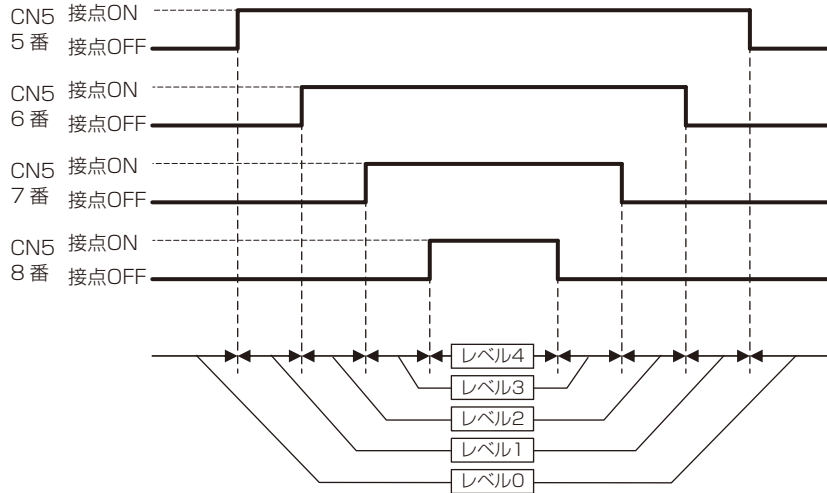 CN5 接点ON
5番 接点OFF
CN5 接点ON
6番 接点OFF
CN5 接点ON
7番 接点OFF
CN5 接点ON
8番 接点OFF
レベル4
レベル3
レベル2
レベル1
レベル0